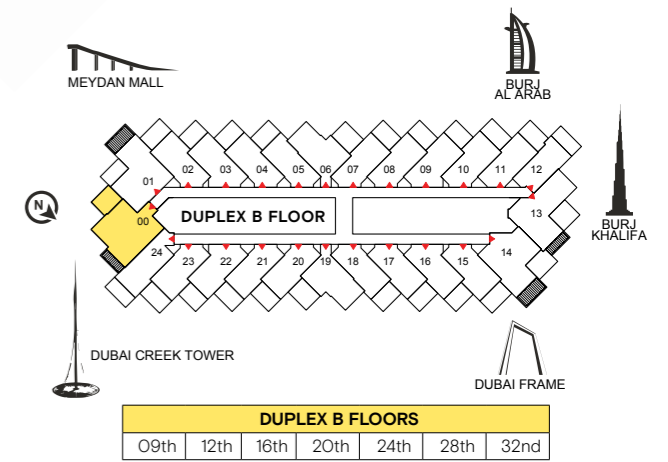 MEYDAN MALL
BURJ
AL ARAB
02 03 04 05 06 07 08 09 10 11 12
01
N
00
DUPLEX B FLOOR
13
BURJ
KHALIFA
24
23 22 21 20 19 18 17 16 15
14
DUBAI CREEK TOWER
DUBAI FRAME
DUPLEX B FLOORS
09th 12th 16th 20th 24th 28th 32nd